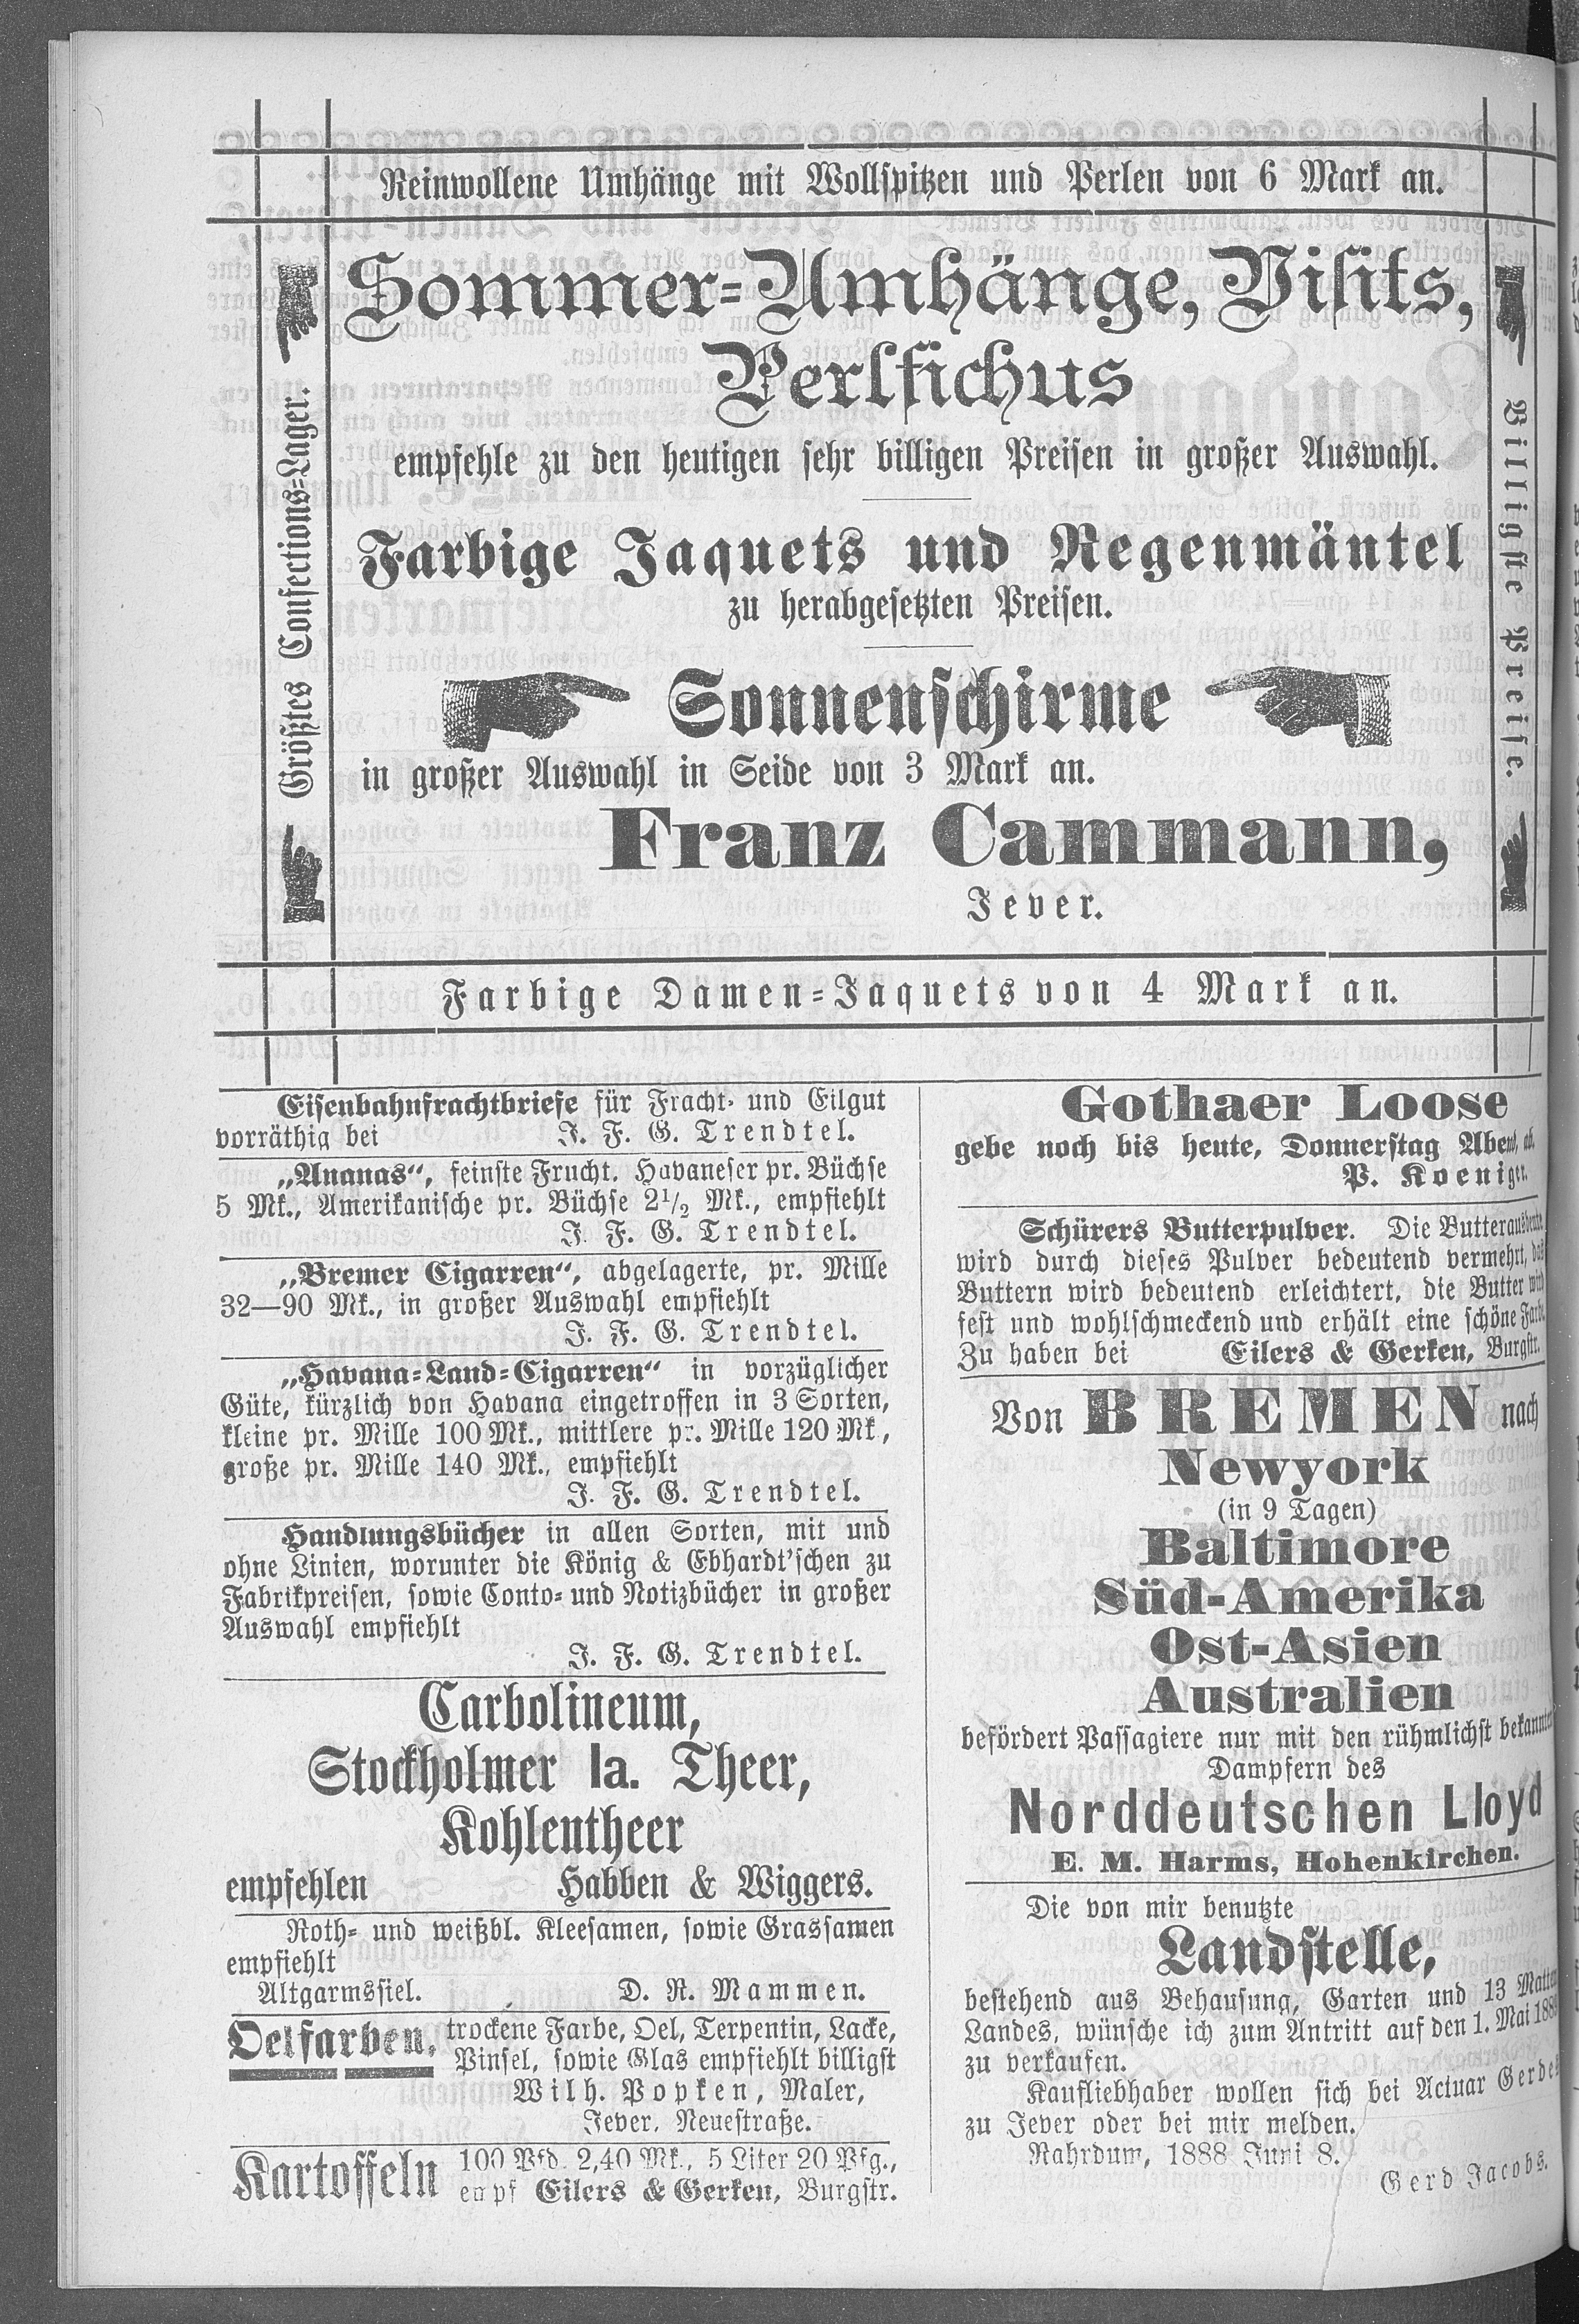 Reinwollene Umhänge mit Wollspitzen und Perlen von 6 Mark an.
Größtes Confections-Lager.
Sommer-Umhänge, Visits,
Perlfichus
empfehle zu den heutigen sehr billigen Preisen in großer Auswahl.
Farbige Jaquets und Regenmäntel
zu herabgesetzten Preisen.
Sonnenschirme
in großer Auswahl in Seide von 3 Mark an.
Franz Cammann,
Jever.
Billigste Preise.
Farbige Damen-Jaquets von 4 Mark an.
Eisenbahnfrachtbriefe für Fracht- und Eilgut
vorräthig bei J. F. G. Trendtel.
„Ananas“, feinste Frucht. Havaneser pr. Büchse
5 Mk., Amerikanische pr. Büchse 2 1/2 Mk., empfiehlt
J. F. G. Trendtel.
„Bremer Cigarren“, abgelagerte, pr. Mille
32—90 Mk., in großer Auswahl empfiehlt
J. F. G. Trendtel.
„Havana-Land-Cigarren“ in vorzüglicher
Güte, kürzlich von Havana eingetroffen in 3 Sorten,
kleine pr. Mille 100 Mk., mittlere pr. Mille 120 Mk,
große pr. Mille 140 Mk., empfiehlt
J. F. G. Trendtel.
Handlungsbücher in allen Sorten, mit und
ohne Linien, worunter die König & Ebhardt'schen zu
Fabrikpreisen, sowie Conto- und Notizbücher in großer
Auswahl empfiehlt
J. F. G. Trendtel.
Carbolineum,
Stockholmer Ia. Theer,
Kohlentheer
empfehlen Habben & Wiggers.
Roth- und weißbl. Kleesamen, sowie Grassamen
empfiehlt
Altgarmssiel. D. R. Mammen.
Oelfarben, trockene Farbe, Oel, Terpentin, Lacke,
Pinsel, sowie Glas empfiehlt billigst
Wilh. Popken, Maler,
Jever, Neuestraße.
Kartoffeln 100 Pfd. 2,40 Mk., 5 Liter 20 Pfg.,
empf Eilers & Gerken, Burgstr.
Gothaer Loose
gebe noch bis heute, Donnerstag Abend, ab.
P. Koeniger.
Schürers Butterpulver. Die Butterausbeute
wird durch dieses Pulver bedeutend vermehrt, das
Buttern wird bedeutend erleichtert, die Butter wird
fest und wohlschmeckend und erhält eine schöne Farbe.
Zu haben bei Eilers & Gerken, Burgstr.
Von BREMEN nach
Newyork
(in 9 Tagen)
Baltimore
Süd-Amerika
Ost-Asien
Australien
befördert Passagiere nur mit den rühmlichst bekannten
Dampfern des
Norddeutschen Lloyd
E. M. Harms, Hohenkirchen.
Die von mir benutzte
Landstelle,
bestehend aus Behausung, Garten und 13 Matten
Landes, wünsche ich zum Antritt auf den 1. Mai 1889
zu verkaufen.
Kaufliebhaber wollen sich bei Actuar Gerdes
zu Jever oder bei mir melden.
Rahrdum, 1888 Juni 8.
Gerd Jacobs.